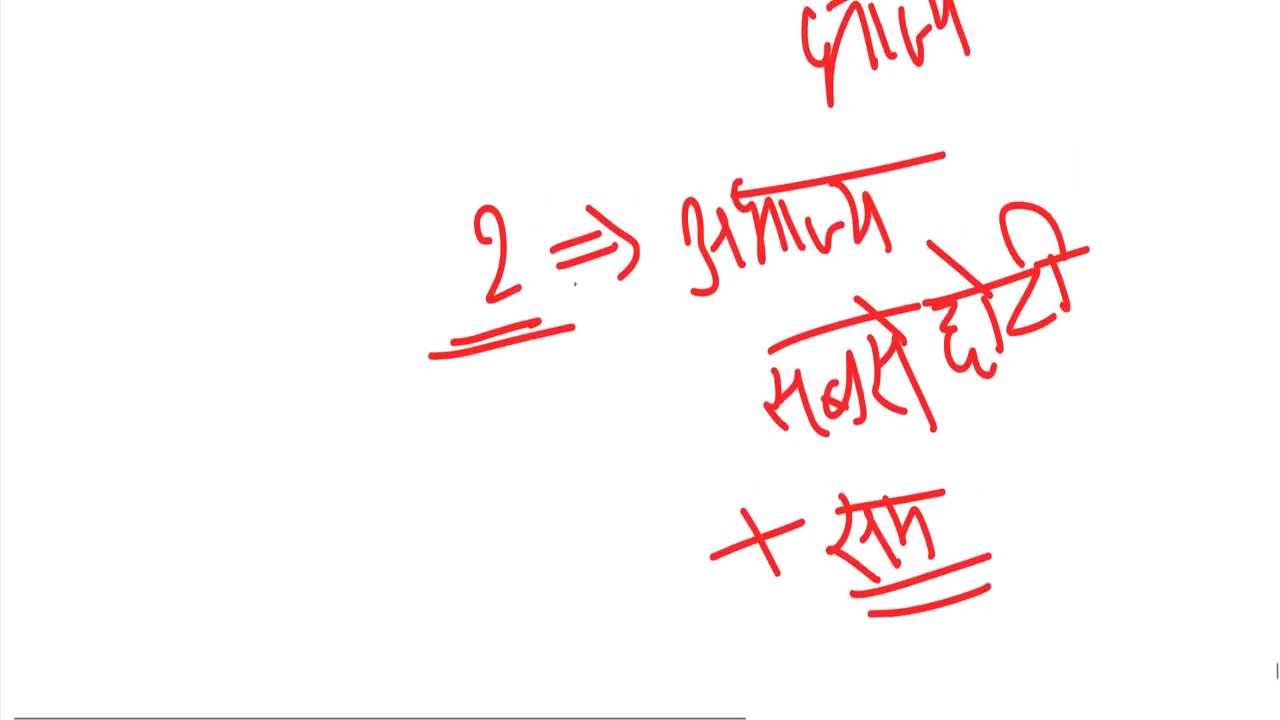 2 ⇒ अभाज्य
सबसे छोटी
+ सम